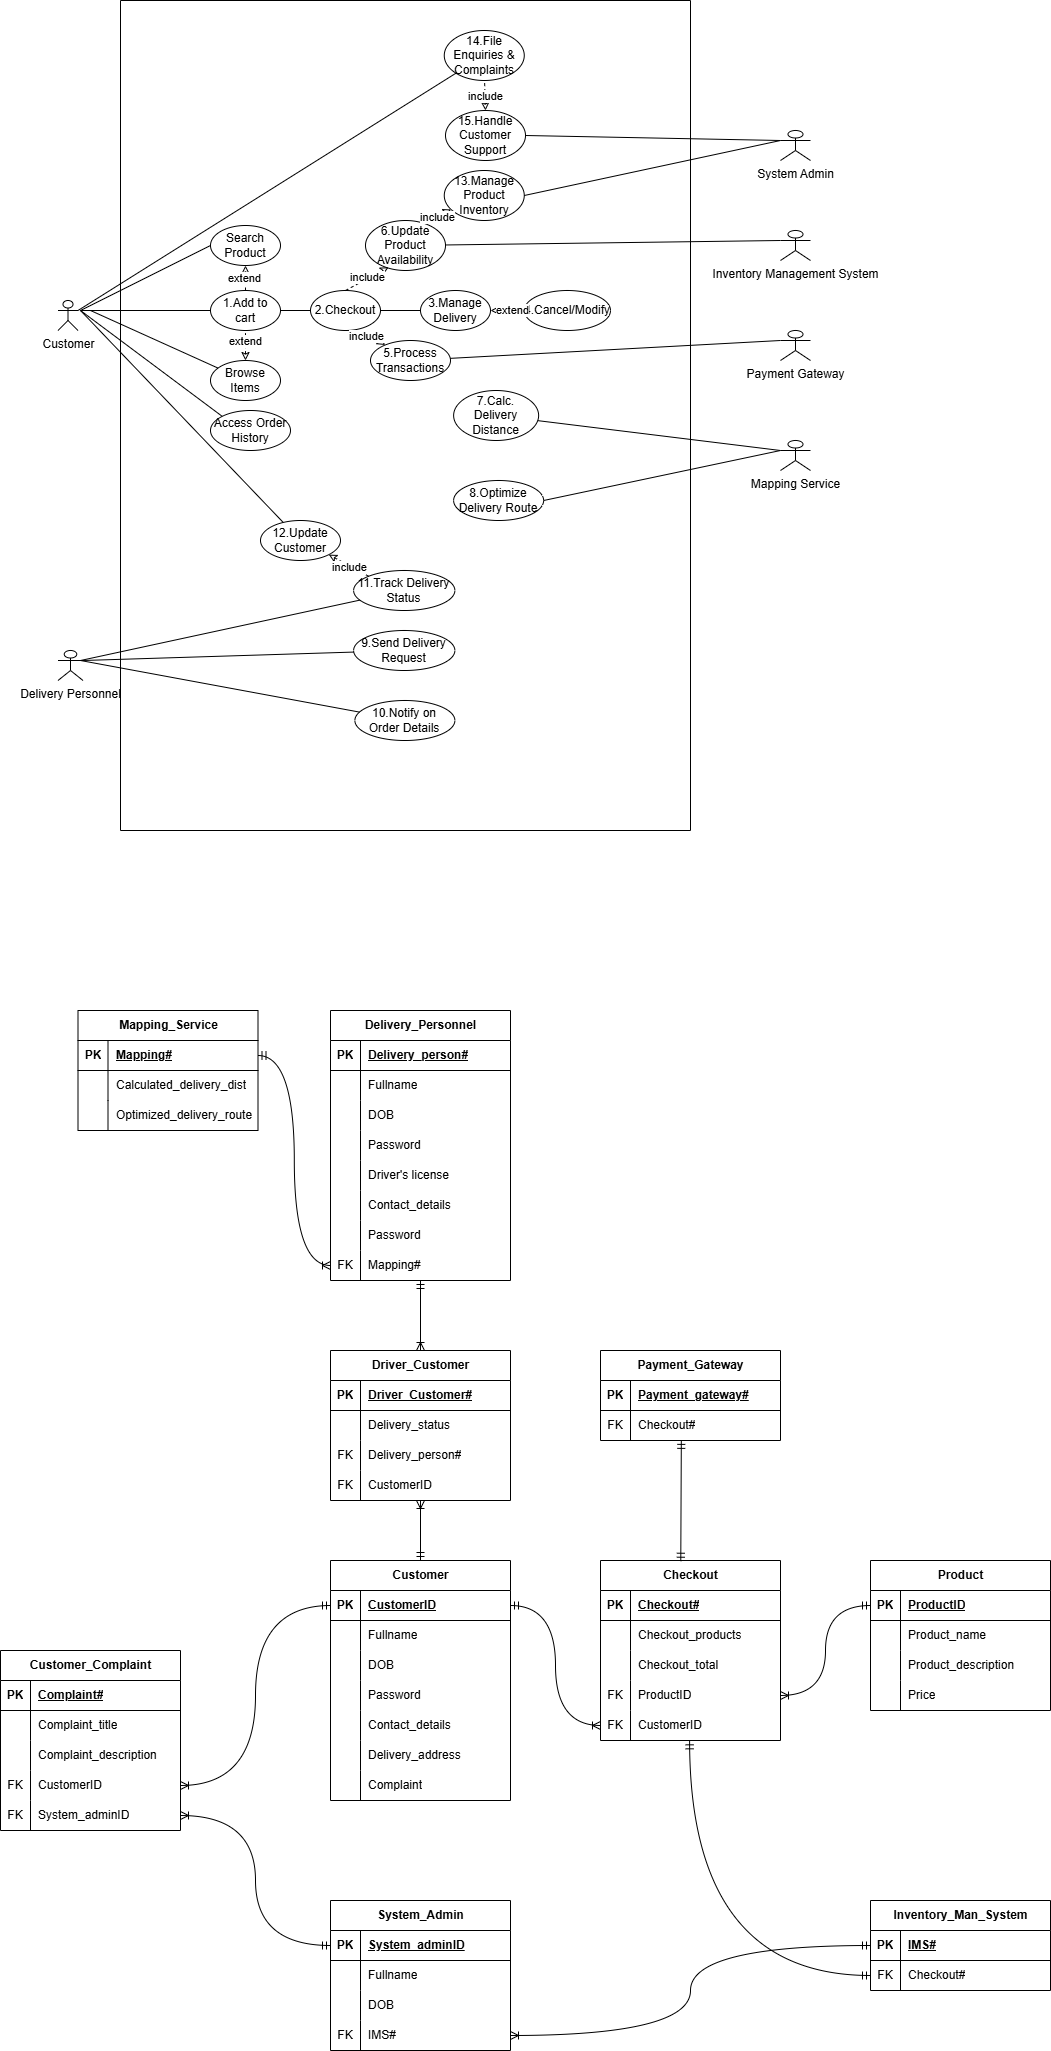 14.File
Enquiries &
Complaints
include
15.Handle
Customer
Support
System Admin
13.Manage
Product
Inventory
include
6.Update
Product
Availability
Inventory Management System
Search
Product
extend
include
1.Add to
cart
2.Checkout
3.Manage
Delivery
extend
.Cancel/Modify
Customer
extend
include
5.Process
Transactions
Payment Gateway
Browse
Items
Access Order
History
7.Calc.
Delivery
Distance
Mapping Service
8.Optimize
Delivery Route
12.Update
Customer
include
11.Track Delivery
Status
9.Send Delivery
Request
Delivery Personnel
10.Notify on
Order Details
Mapping_Service
PK Mapping#
Calculated_delivery_dist
Optimized_delivery_route
Delivery_Personnel
PK Delivery_person#
Fullname
DOB
Password
Driver's license
Contact_details
Password
FK Mapping#
Driver_Customer
PK Driver_Customer#
Delivery_status
FK Delivery_person#
FK CustomerID
Payment_Gateway
PK Payment_gateway#
FK Checkout#
Customer
PK CustomerID
Fullname
DOB
Password
Contact_details
Delivery_address
Complaint
Checkout
PK Checkout#
Checkout_products
Checkout_total
FK ProductID
FK CustomerID
Product
PK ProductID
Product_name
Product_description
Price
Customer_Complaint
PK Complaint#
Complaint_title
Complaint_description
FK CustomerID
FK System_adminID
System_Admin
PK System_adminID
Fullname
DOB
FK IMS#
Inventory_Man_System
PK IMS#
FK Checkout#